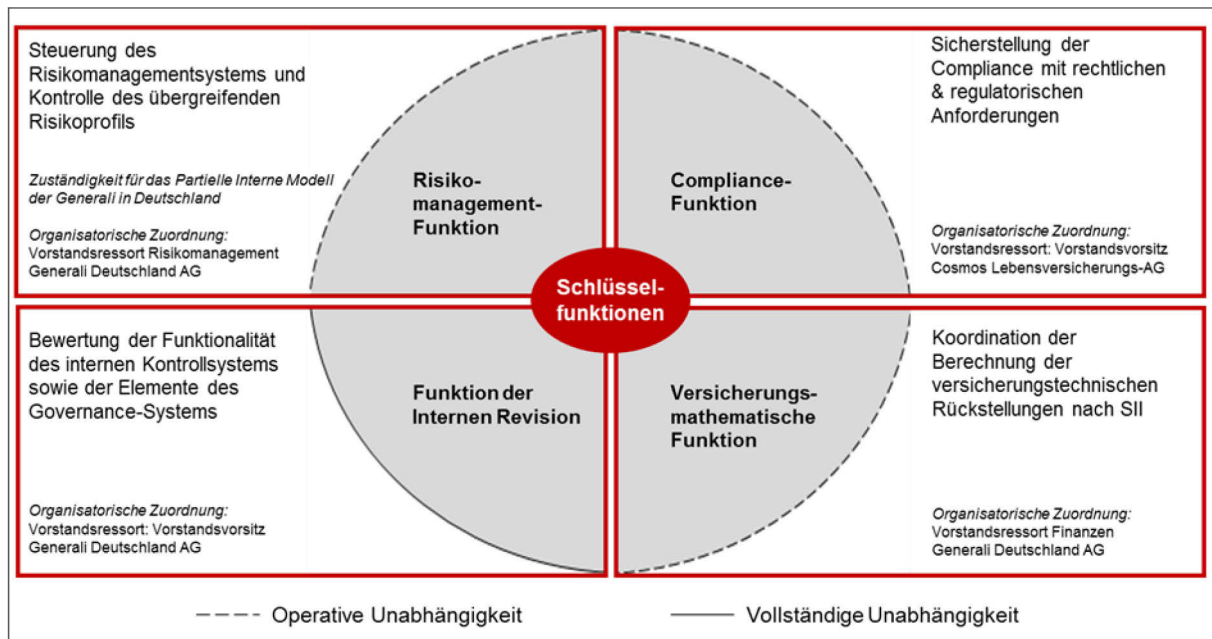 Steuerung des
Risikomanagementsystems und
Kontrolle des übergreifenden
Risikoprofils
Zuständigkeit für das Partielle Interne Modell
der Generali in Deutschland
Organisatorische Zuordnung:
Vorstandsressort Risikomanagement
Generali Deutschland AG
Risiko-
management-
Funktion
Compliance-
Funktion
Sicherstellung der
Compliance mit rechtlichen
& regulatorischen
Anforderungen
Organisatorische Zuordnung:
Vorstandsressort: Vorstandsvorsitz
Cosmos Lebensversicherungs-AG
Schlüssel-
funktionen
Bewertung der Funktionalität
des internen Kontrollsystems
sowie der Elemente des
Governance-Systems
Organisatorische Zuordnung:
Vorstandsressort: Vorstandsvorsitz
Generali Deutschland AG
Funktion der
Internen Revision
Versicherungs-
mathematische
Funktion
Koordination der
Berechnung der
versicherungstechnischen
Rückstellungen nach SII
Organisatorische Zuordnung:
Vorstandsressort Finanzen
Generali Deutschland AG
Operative Unabhängigkeit
Vollständige Unabhängigkeit